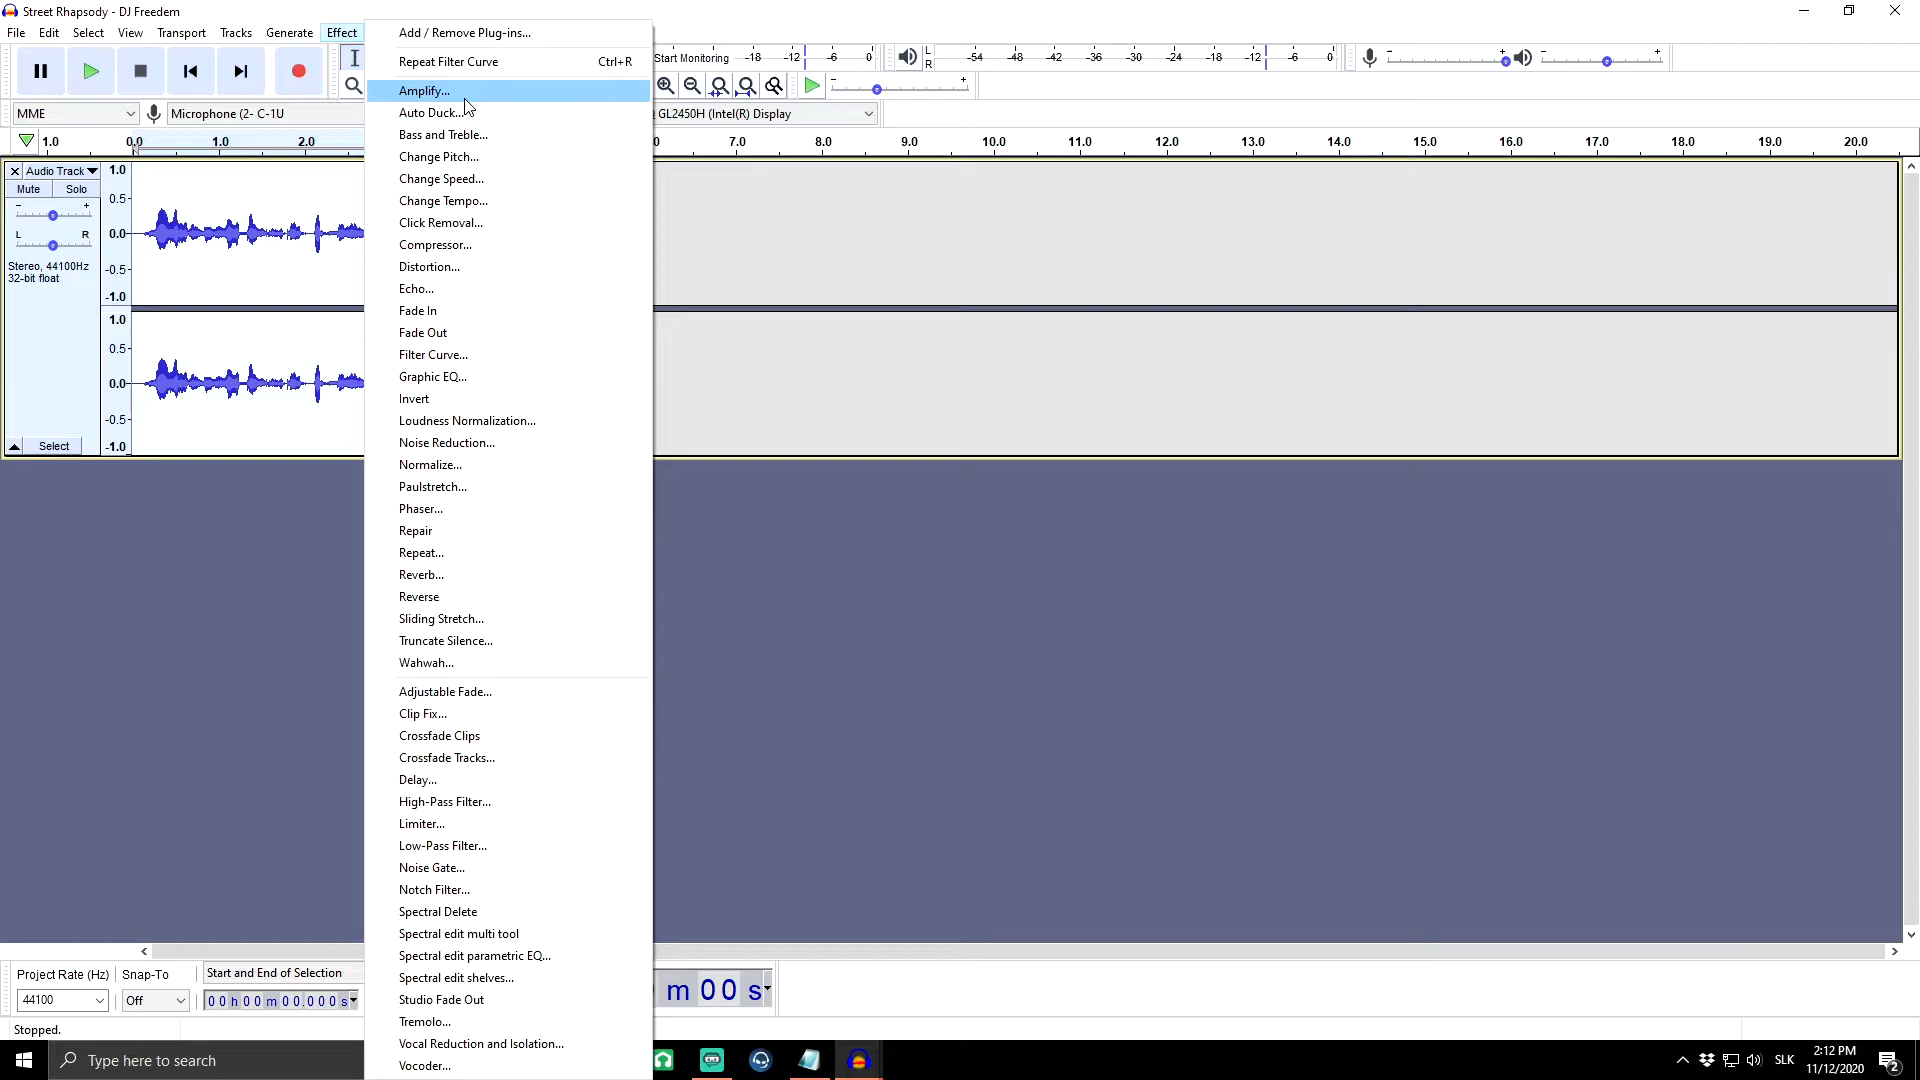 Street Rhapsody - DJ Freedem
File Edit Select View Transport Tracks Generate Effect
Add / Remove Plug-ins...
Repeat Filter Curve Ctrl+R
Amplify...
Auto Duck...
Bass and Treble...
Change Pitch...
Change Speed...
Change Tempo...
Click Removal...
Compressor...
Distortion...
Echo...
Fade In
Fade Out
Filter Curve...
Graphic EQ...
Invert
Loudness Normalization...
Noise Reduction...
Normalize...
Paulstretch...
Phaser...
Repair
Repeat...
Reverb...
Reverse
Sliding Stretch...
Truncate Silence...
Wahwah...
Adjustable Fade...
Clip Fix...
Crossfade Clips
Crossfade Tracks...
Delay...
High-Pass Filter...
Limiter...
Low-Pass Filter...
Noise Gate...
Notch Filter...
Spectral Delete
Spectral edit multi tool
Spectral edit parametric EQ...
Spectral edit shelves...
Studio Fade Out
Tremolo...
Vocal Reduction and Isolation...
Vocoder...
Start Monitoring -18 -12 -6 0
L
R
-54 -48 -42 -36 -30 -24 -18 -12 -6 0
MME
Microphone (2- C-1U
GL2450H (Intel(R) Display
1.0 0.0 1.0 2.0
0 7.0 8.0 9.0 10.0 11.0 12.0 13.0 14.0 15.0 16.0 17.0 18.0 19.0 20.0
Audio Track
Mute Solo
- +
L R
Stereo, 44100Hz
32-bit float
Select
1.0
0.5
0.0
-0.5
-1.0
1.0
0.5
0.0
-0.5
-1.0
Project Rate (Hz) Snap-To
44100 Off
Start and End of Selection
00 h 00 m 00.000 s
m 00 s
Stopped.
Type here to search
SLK
2:12 PM
11/12/2020
2